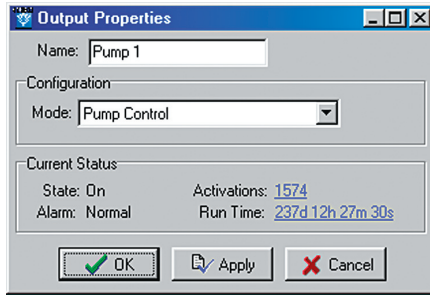 Output Properties
Name: Pump 1
Configuration
Mode: Pump Control
Current Status
State: On Activations: 1574
Alarm: Normal Run Time: 237d 12h 27m 30s
OK Apply Cancel